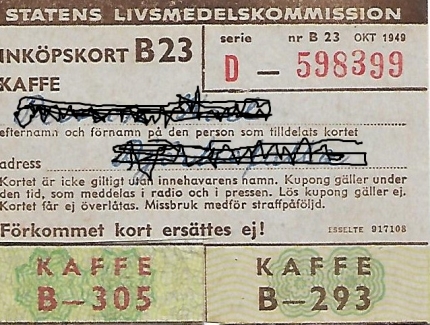 STATENS LIVSMEDELSKOMMISSION
INKÖPSKORT B23
KAFFE
serie nr B 23 OKT 1949
D — 598399
efternamn och förnamn på den person som tilldelats kortet
adress
Kortet är icke giltigt utan innehavarens namn. Kupong gäller under
den tid, som meddelas i radio och i pressen. Lös kupong gäller ej.
Kortet får ej överlåtas. Missbruk medför straffpåföljd.
Förkommet kort ersättes ej! ESSELTE 917108
KAFFE
B—305
KAFFE
B—293